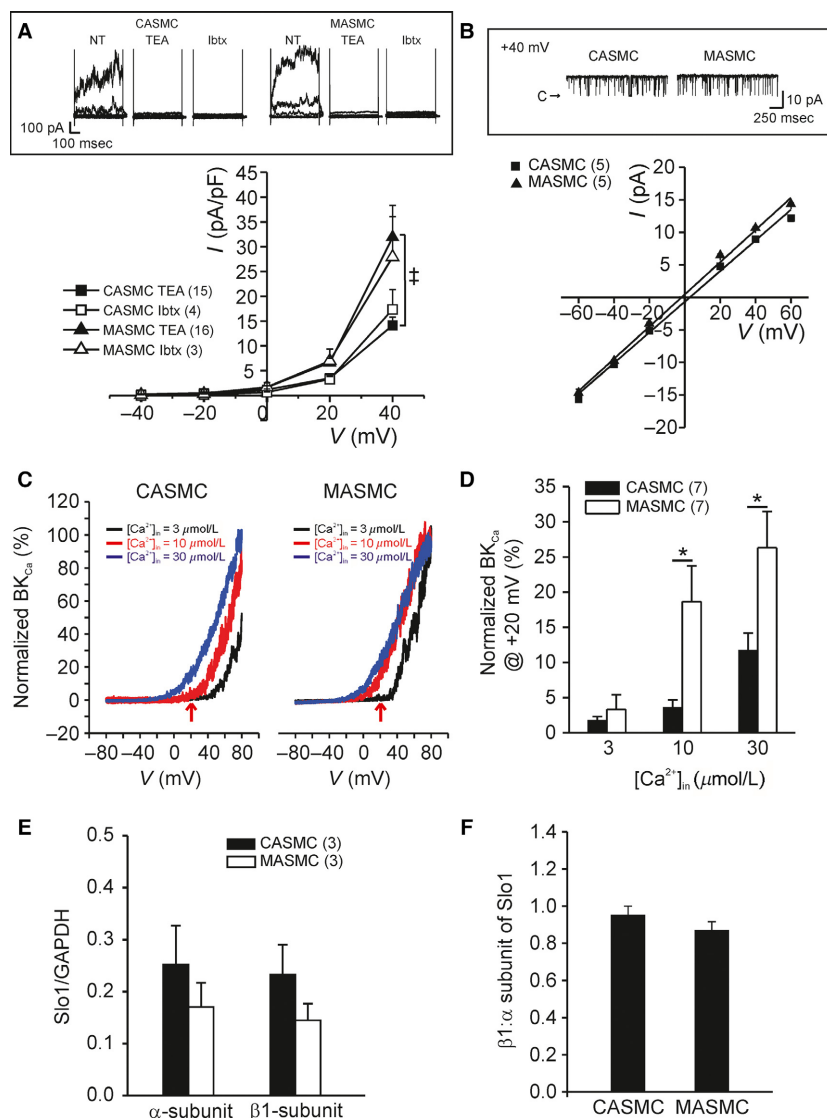 A
CASMC
MASMC
NT
TEA
Ibtx
NT
TEA
Ibtx
100 pA
100 msec
I (pA/pF)
45
40
35
30
25
20
15
10
5
‡
CASMC TEA (15)
CASMC Ibtx (4)
MASMC TEA (16)
MASMC Ibtx (3)
–40
–20
0
20
40
V (mV)
B
+40 mV
CASMC
MASMC
C→
10 pA
250 msec
CASMC (5)
MASMC (5)
I (pA)
15
10
5
–60
–40
–20
20
40
60
V (mV)
–5
–10
–15
–20
C
CASMC
MASMC
Normalized BKCa (%)
120
100
80
60
40
20
0
–20
[Ca²⁺]in = 3 μmol/L
[Ca²⁺]in = 10 μmol/L
[Ca²⁺]in = 30 μmol/L
[Ca²⁺]in = 3 μmol/L
[Ca²⁺]in = 10 μmol/L
[Ca²⁺]in = 30 μmol/L
–80
–40
0
40
80
–80
–40
0
40
80
V (mV)
V (mV)
D
Normalized BKCa
@ +20 mV (%)
35
30
25
20
15
10
5
0
CASMC (7)
MASMC (7)
*
*
3
10
30
[Ca²⁺]in (μmol/L)
E
Slo1/GAPDH
0.5
0.4
0.3
0.2
0.1
0.0
CASMC (3)
MASMC (3)
α-subunit
β1-subunit
F
β1:α subunit of Slo1
1.4
1.2
1.0
0.8
0.6
0.4
0.2
0.0
CASMC
MASMC